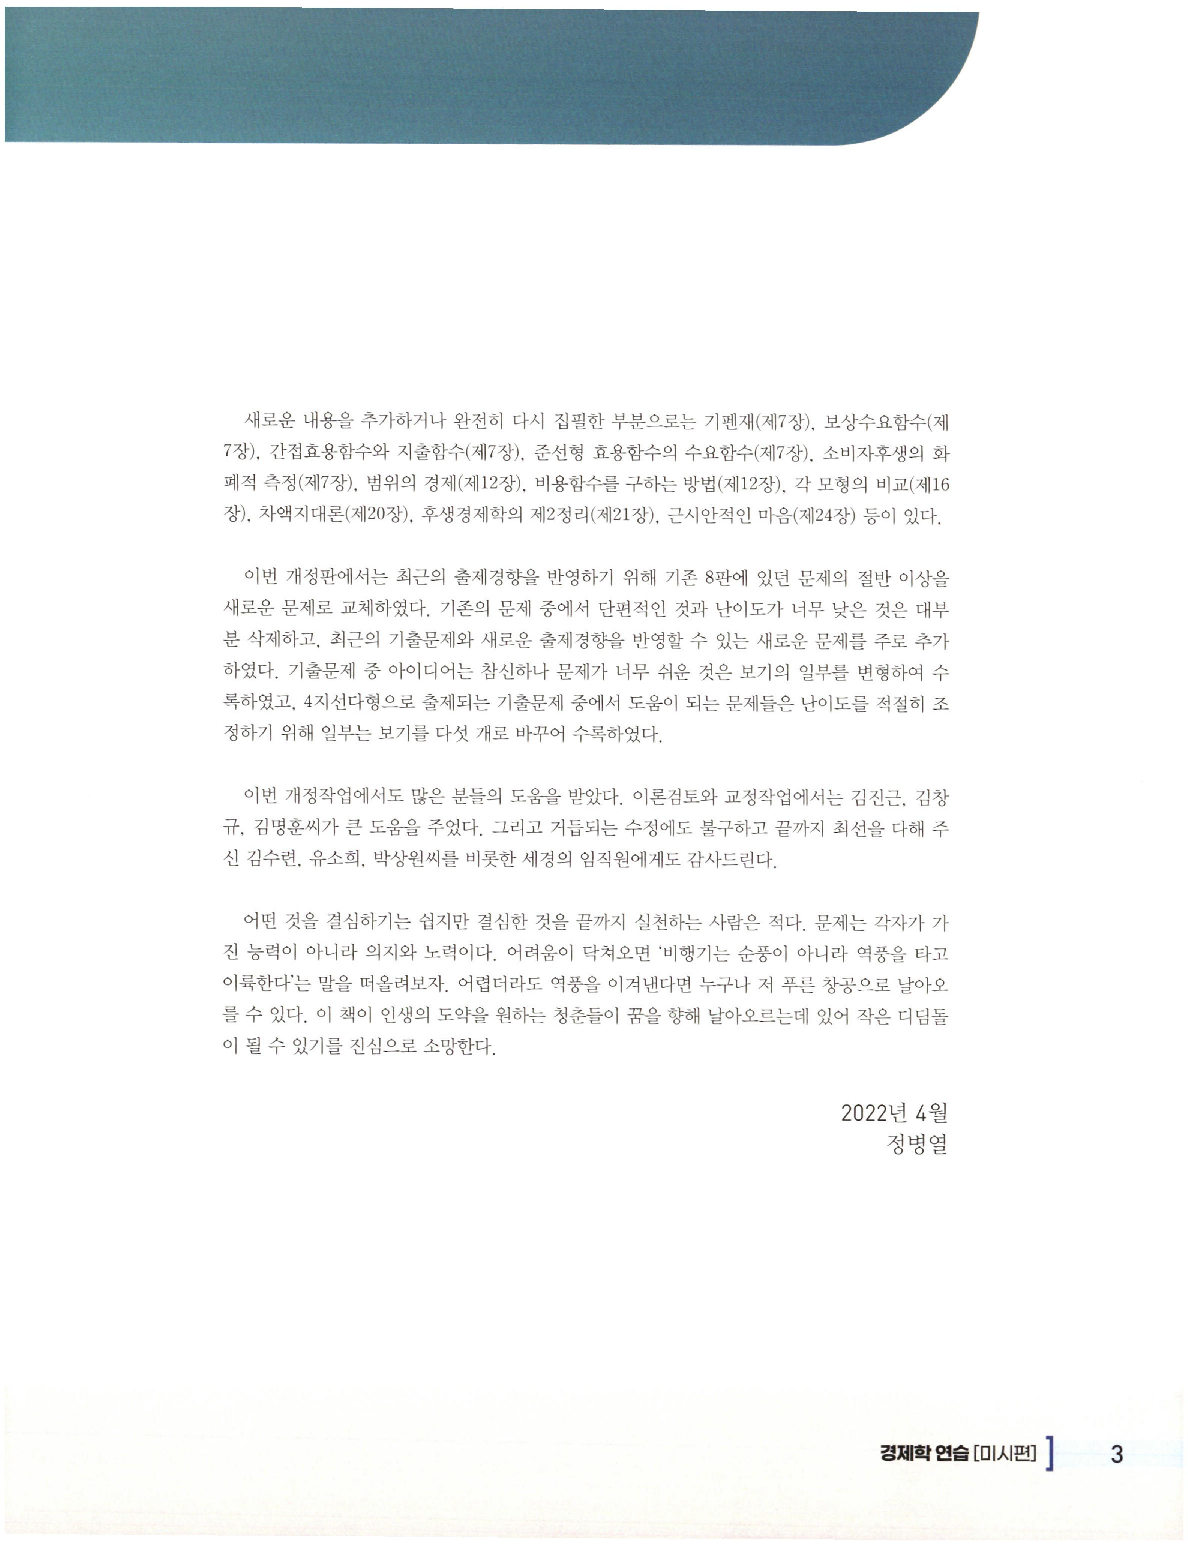 새로운 내용을 추가하거나 완전히 다시 집필한 부분으로는 기펜재(제7장), 보상수요함수(제
7장), 간접효용함수와 지출함수(제7장), 준선형 효용함수의 수요함수(제7장), 소비자후생의 화
폐적 측정(제7장), 범위의 경제(제12장), 비용함수를 구하는 방법(제12장), 각 모형의 비교(제16
장), 차액지대론(제20장), 후생경제학의 제2정리(제21장), 근시안적인 마음(제24장) 등이 있다.
이번 개정판에서는 최근의 출제경향을 반영하기 위해 기존 8판에 있던 문제의 절반 이상을
새로운 문제로 교체하였다. 기존의 문제 중에서 단편적인 것과 난이도가 너무 낮은 것은 대부
분 삭제하고, 최근의 기출문제와 새로운 출제경향을 반영할 수 있는 새로운 문제를 주로 추가
하였다. 기출문제 중 아이디어는 참신하나 문제가 너무 쉬운 것은 보기의 일부를 변형하여 수
록하였고, 4지선다형으로 출제되는 기출문제 중에서 도움이 되는 문제들은 난이도를 적절히 조
정하기 위해 일부는 보기를 다섯 개로 바꾸어 수록하였다.
이번 개정작업에서도 많은 분들의 도움을 받았다. 이론검토와 교정작업에서는 김진근, 김창
규, 김명훈씨가 큰 도움을 주었다. 그리고 거듭되는 수정에도 불구하고 끝까지 최선을 다해 주
신 김수련, 유소희, 박상원씨를 비롯한 세경의 임직원에게도 감사드린다.
어떤 것을 결심하기는 쉽지만 결심한 것을 끝까지 실천하는 사람은 적다. 문제는 각자가 가
진 능력이 아니라 의지와 노력이다. 어려움이 닥쳐오면 ‘비행기는 순풍이 아니라 역풍을 타고
이륙한다’는 말을 떠올려보자. 어렵더라도 역풍을 이겨낸다면 누구나 저 푸른 창공으로 날아오
를 수 있다. 이 책이 인생의 도약을 원하는 청춘들이 꿈을 향해 날아오르는데 있어 작은 디딤돌
이 될 수 있기를 진심으로 소망한다.
2022년 4월
정병열
경제학 연습 [미시편] 3